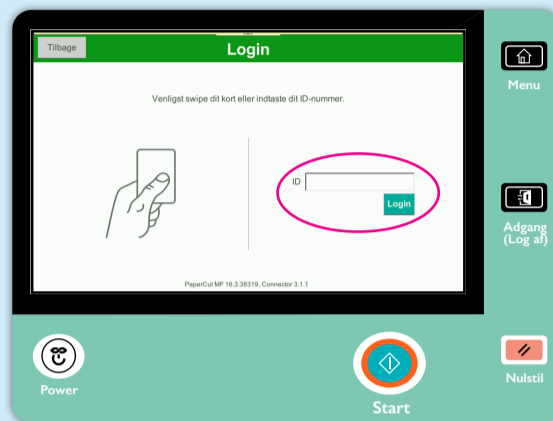 Tilbage
Login
Venligst swipe dit kort eller indtaste dit ID-nummer.
ID
Login
PaperCut MF 16.3.38319, Connector 3.1.1
Menu
Adgang
(Log af)
Nulstil
Power
Start